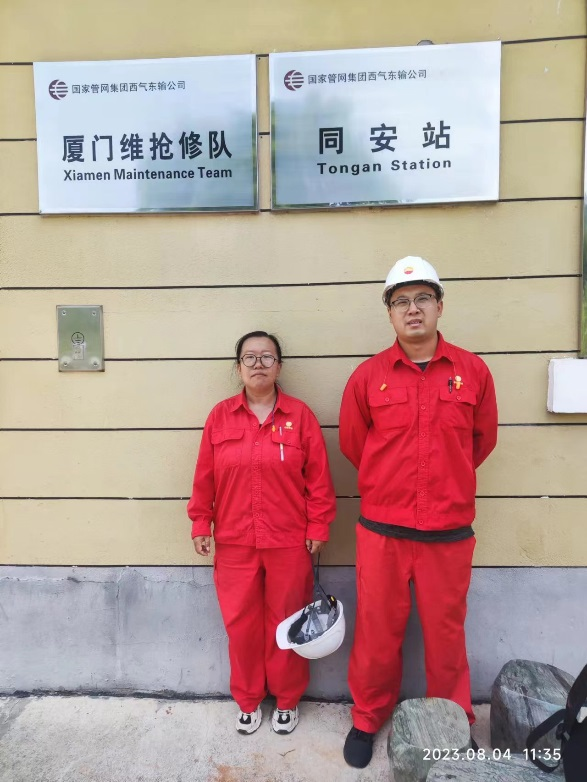 国家管网集团西气东输公司
厦门维抢修队
Xiamen Maintenance Team
国家管网集团西气东输公司
同安站
Tongan Station
2023.08.04 11:35